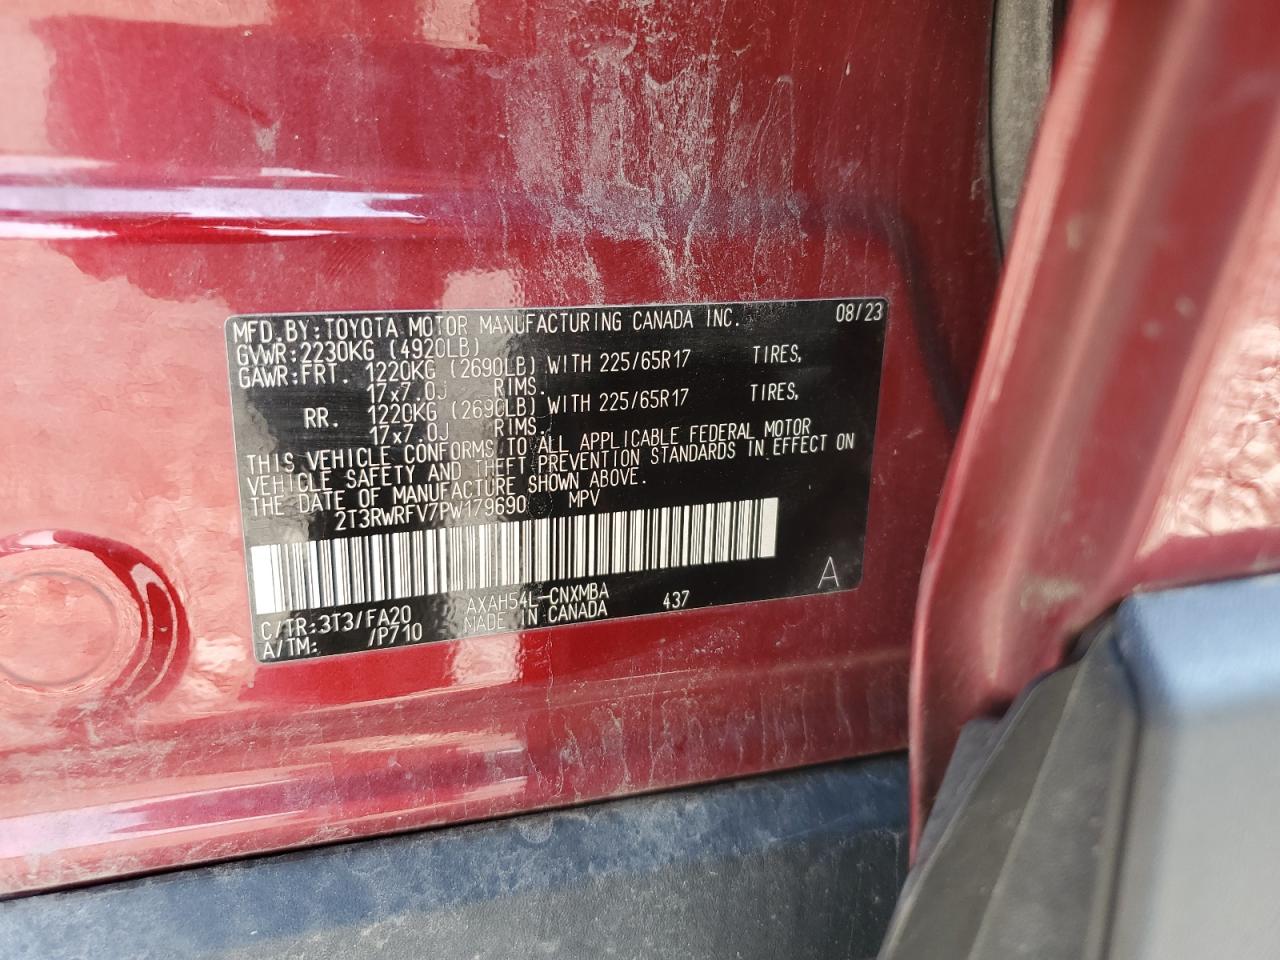 MFD.BY:TOYOTA MOTOR MANUFACTURING CANADA INC. 08/23
GVWR:2230KG (4920LB)
GAWR:FRT. 1220KG (2690LB) WITH 225/65R17 TIRES,
17x7.0J RIMS.
RR. 1220KG (2690LB) WITH 225/65R17 TIRES,
17x7.0J RIMS.
THIS VEHICLE CONFORMS TO ALL APPLICABLE FEDERAL MOTOR
VEHICLE SAFETY AND THEFT PREVENTION STANDARDS IN EFFECT ON
THE DATE OF MANUFACTURE SHOWN ABOVE.
2T3RWRFV7PW179690 MPV
A
C/TR:3T3/FA20 AXAH54L-CNXMBA 437
A/TM: /P710 MADE IN CANADA